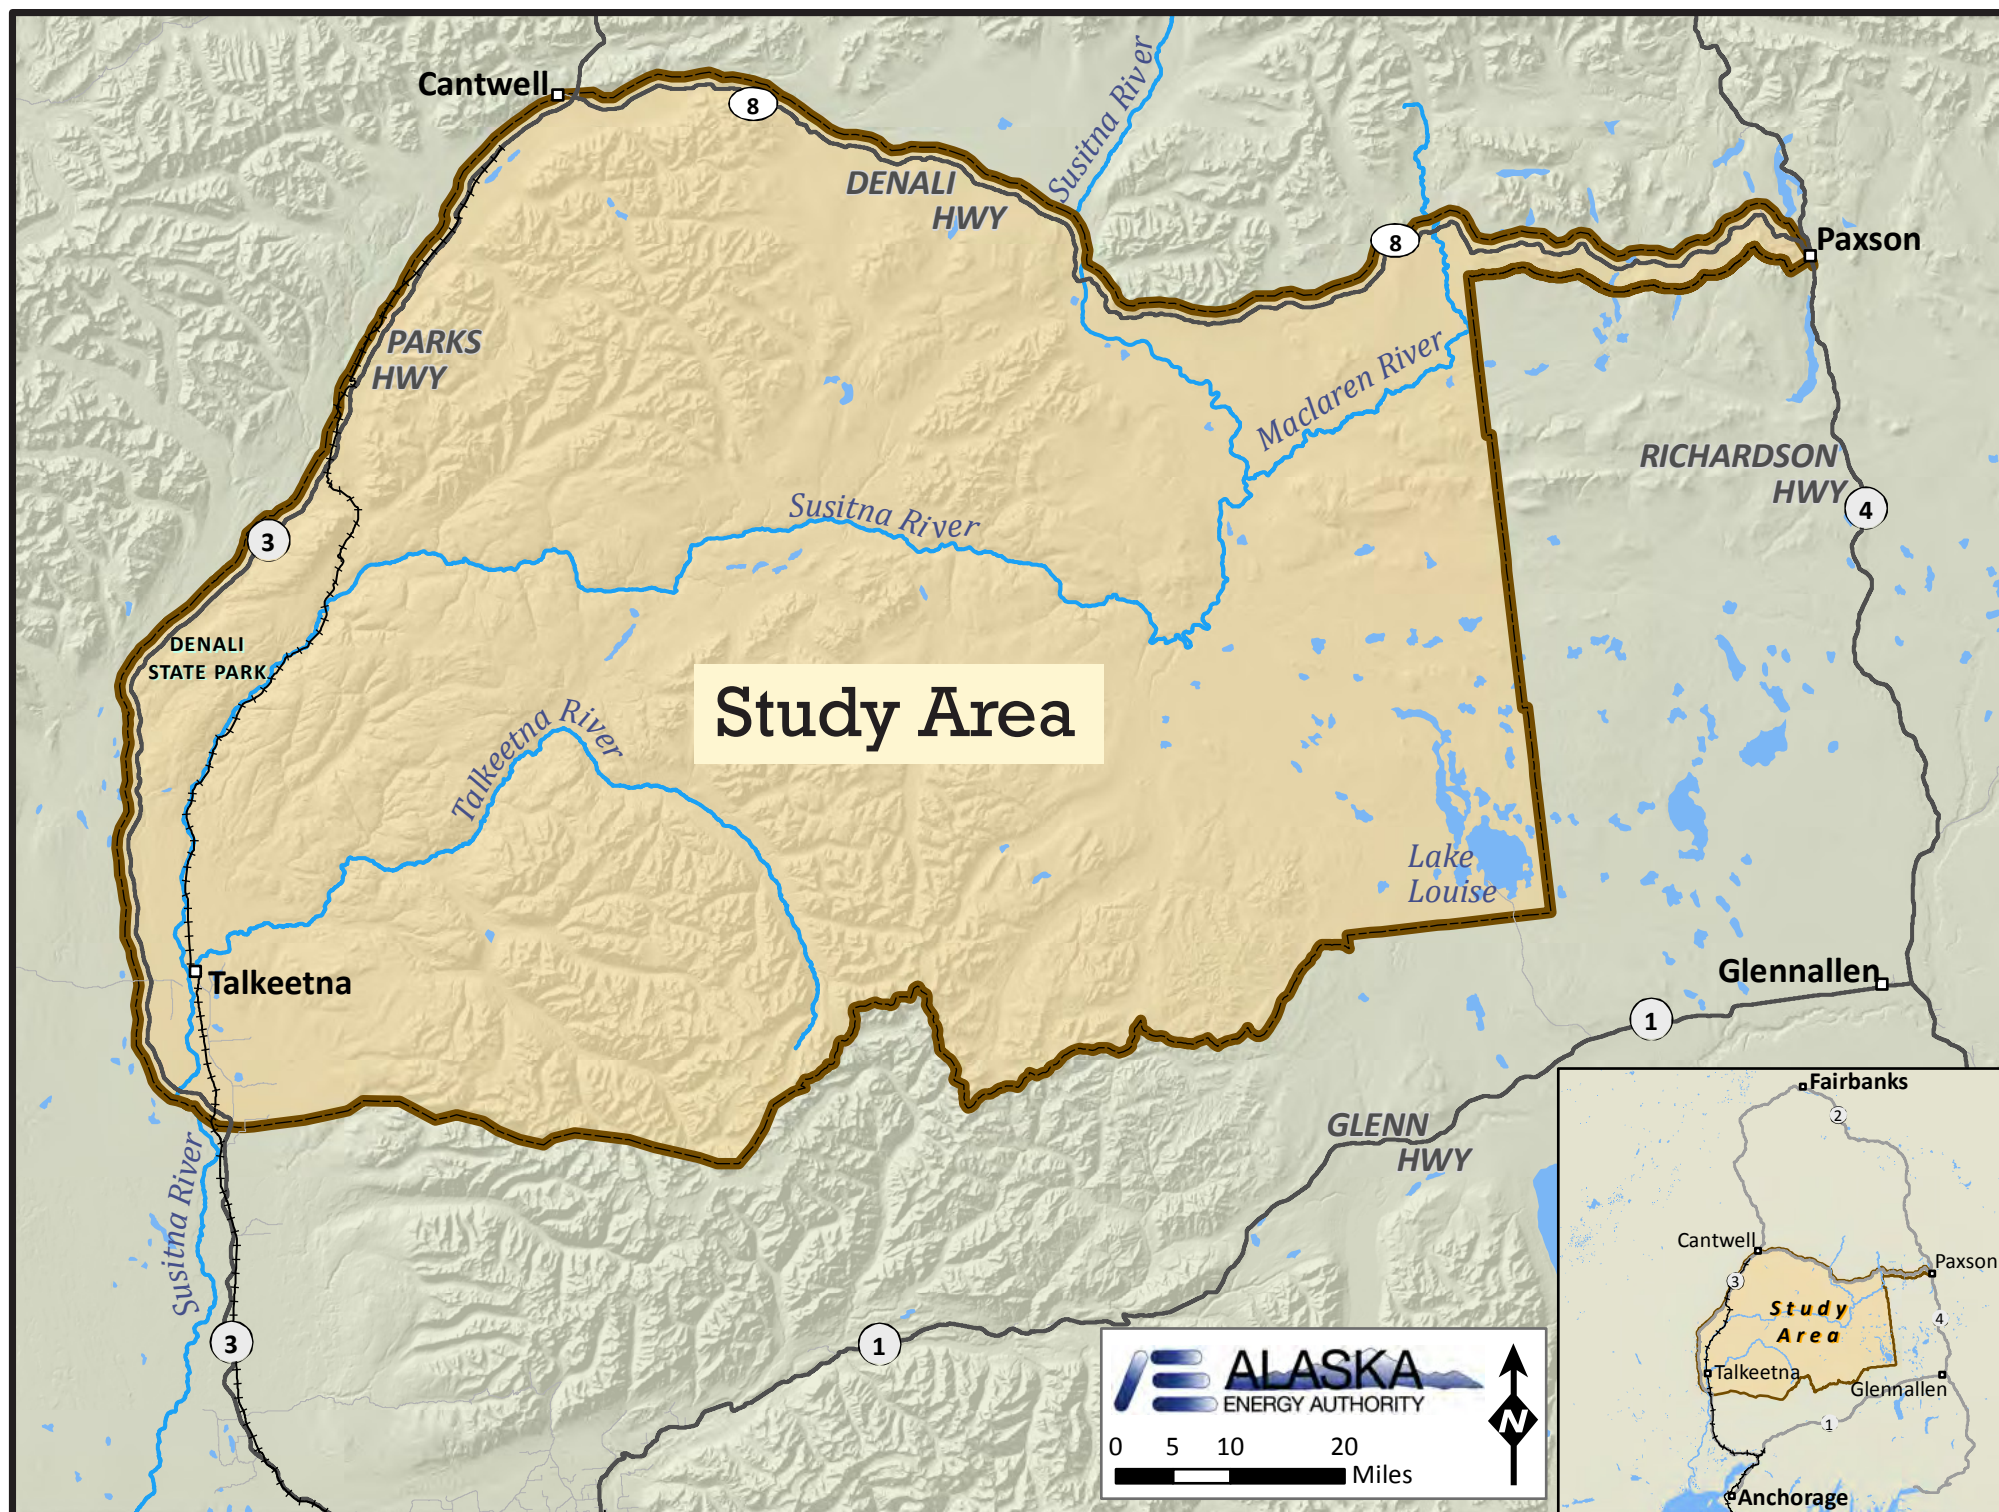 Cantwell
8
Susitna River
DENALI
HWY
8
Paxson
PARKS
HWY
Maclaren River
RICHARDSON
HWY
4
Susitna River
3
DENALI
STATE PARK
Study Area
Talkeetna River
Lake
Louise
Talkeetna
Glennallen
1
GLENN
HWY
Susitna River
3
1
ALASKA
ENERGY AUTHORITY
N
0 5 10 20
Miles
Fairbanks
2
Cantwell
Paxson
3
Study
Area
4
Talkeetna
Glennallen
1
Anchorage